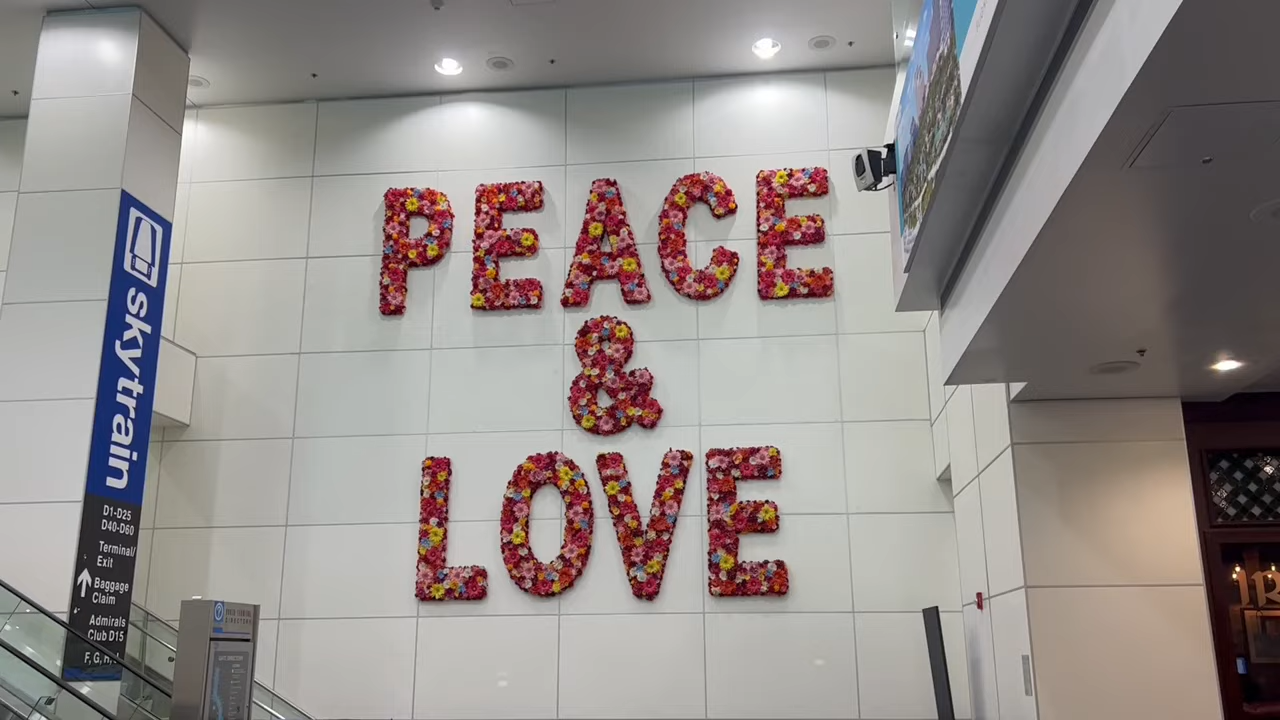 PEACE
&
LOVE
skytrain
D1-D25
D40-D60
Terminal/
Exit
Baggage
Claim
Admirals
Club D15
F, G, H, J